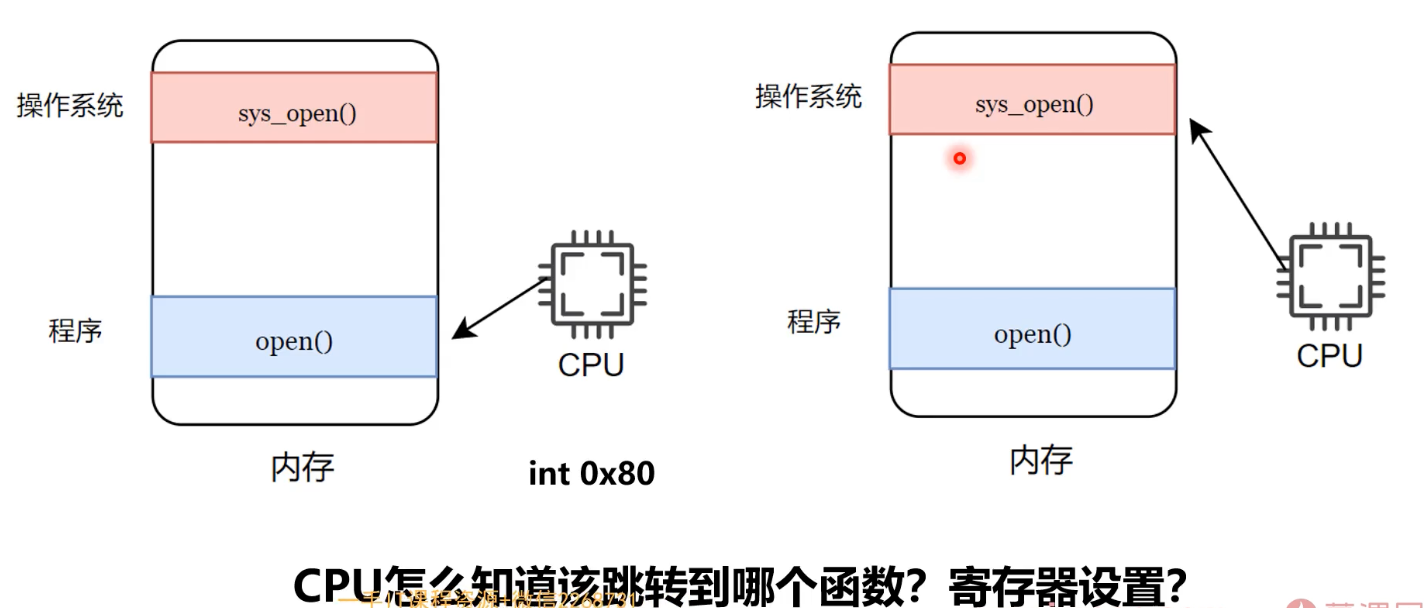 操作系统
sys_open()
程序
open()
CPU
内存
int 0x80
操作系统
sys_open()
程序
open()
CPU
内存
CPU怎么知道该跳转到哪个函数？寄存器设置？